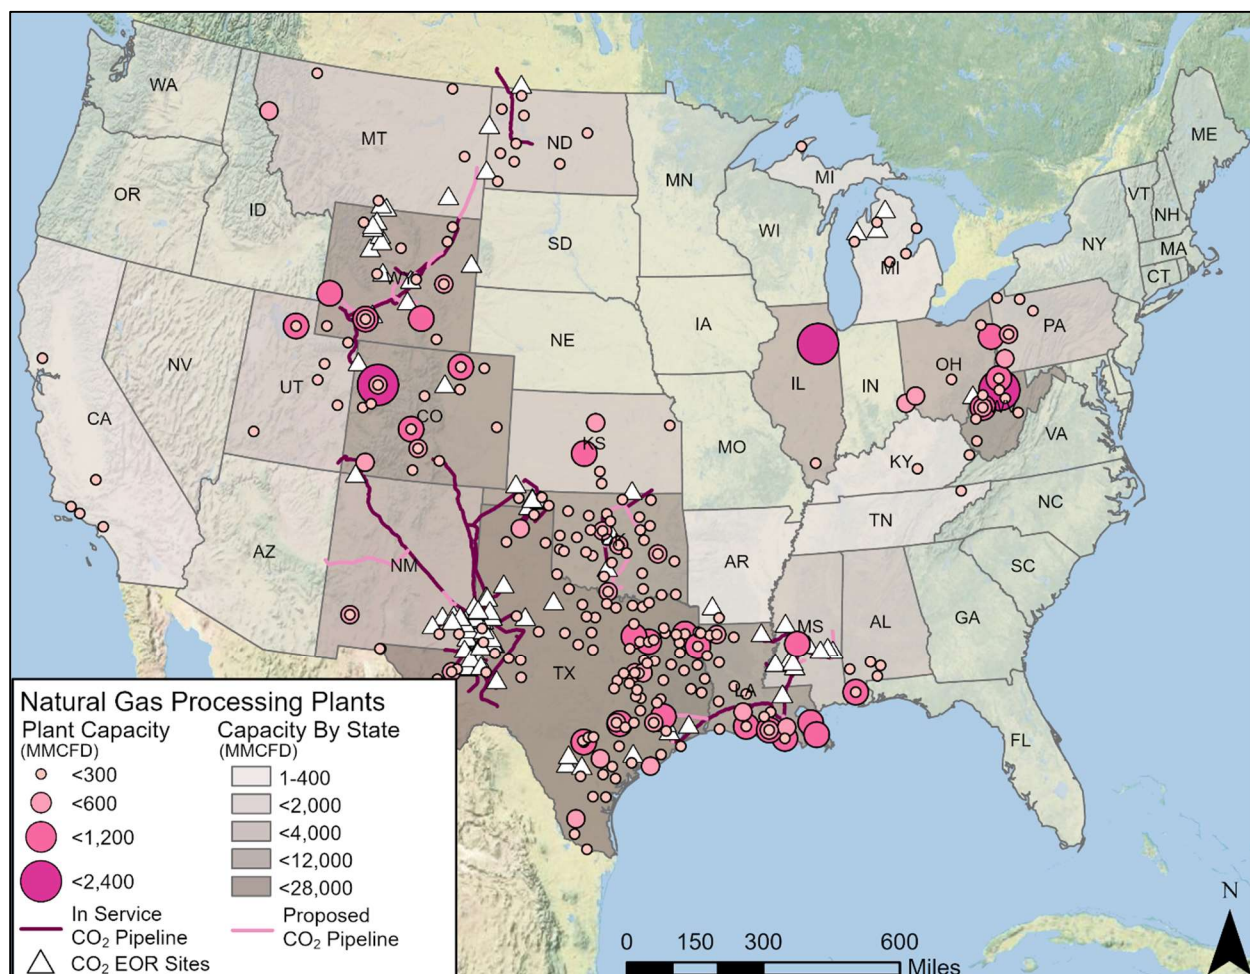 WA
MT
ND
MN
MI
ME
OR
ID
SD
WI
VT
NH
NY
MA
CT
MI
WY
IA
PA
NE
NV
UT
IL
IN
OH
CA
CO
KS
MO
KY
VA
TN
NC
AZ
NM
AR
SC
MS
AL
GA
TX
LA
FL
Natural Gas Processing Plants
Plant Capacity Capacity By State
(MMCFD) (MMCFD)
<300 1-400
<600 <2,000
<1,200 <4,000
<2,400 <12,000
<28,000
In Service Proposed
CO₂ Pipeline CO₂ Pipeline
CO₂ EOR Sites
0 150 300 600
Miles
N